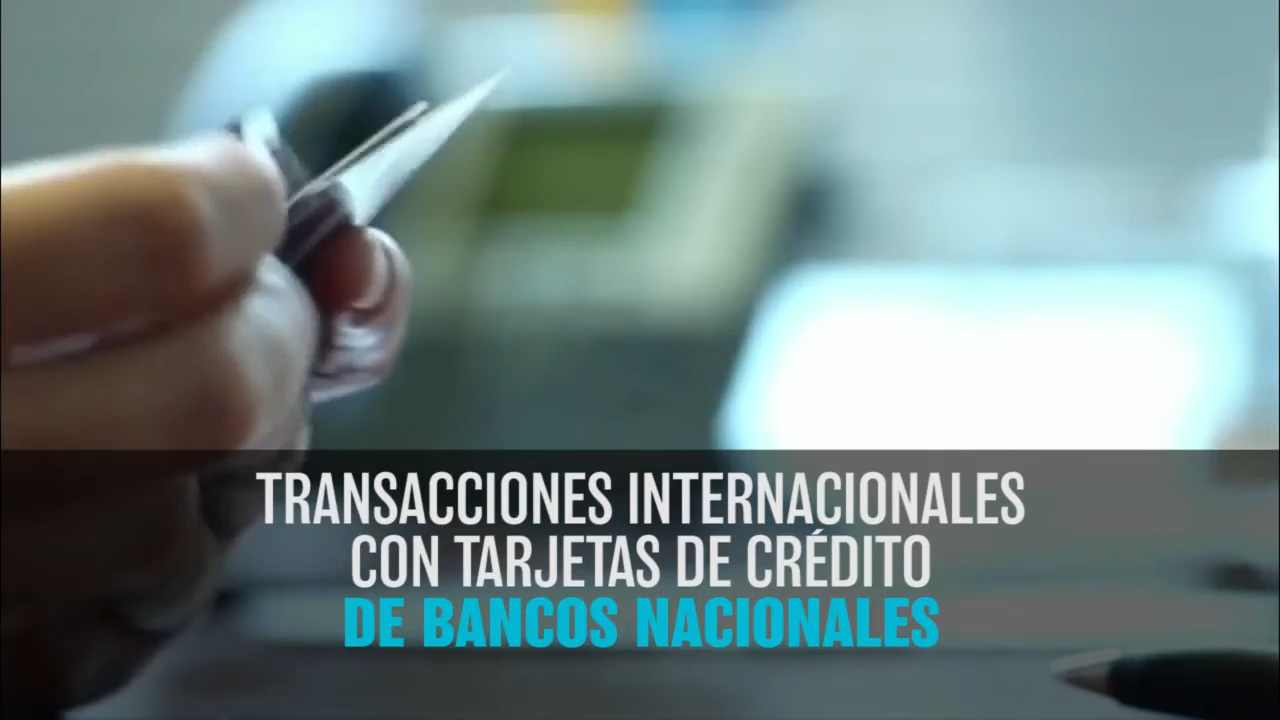 TRANSACCIONES INTERNACIONALES
CON TARJETAS DE CRÉDITO
DE BANCOS NACIONALES